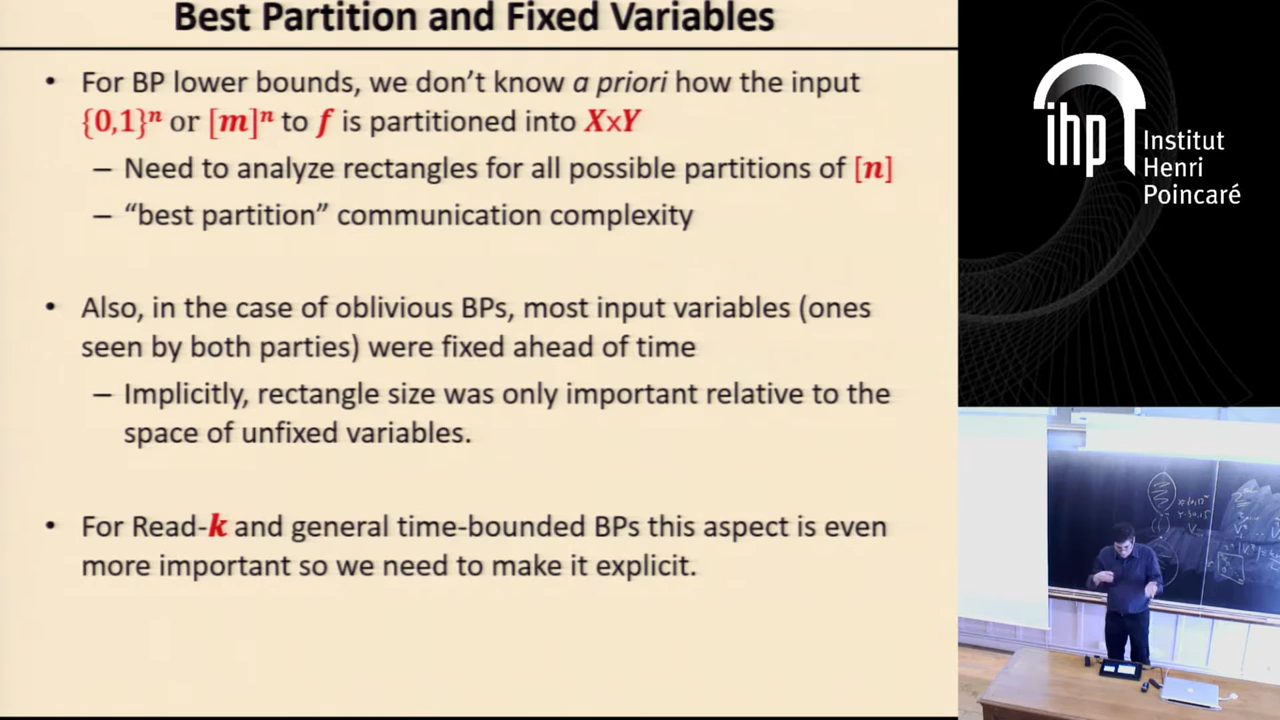 Best Partition and Fixed Variables
• For BP lower bounds, we don't know a priori how the input
{0,1}ⁿ or [m]ⁿ to f is partitioned into XxY
– Need to analyze rectangles for all possible partitions of [n]
– "best partition" communication complexity
• Also, in the case of oblivious BPs, most input variables (ones
seen by both parties) were fixed ahead of time
– Implicitly, rectangle size was only important relative to the
space of unfixed variables.
• For Read-k and general time-bounded BPs this aspect is even
more important so we need to make it explicit.
ihp
Institut
Henri
Poincaré